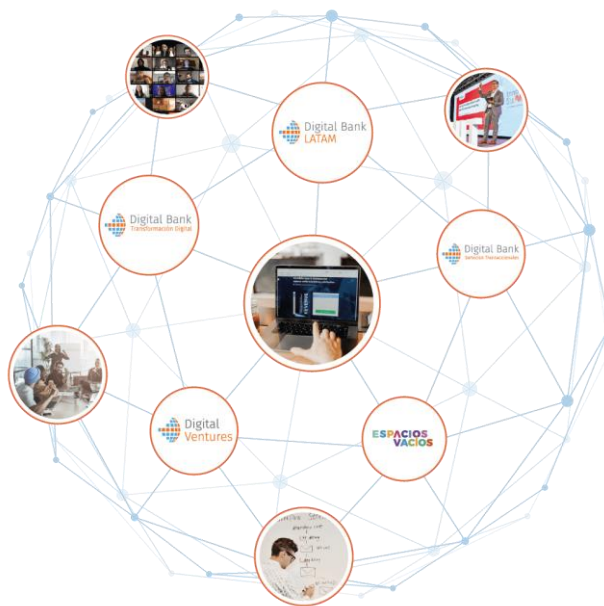 Digital Bank
LATAM
Digital Bank
Transformación Digital
Digital Bank
Servicios Transaccionales
Digital
Ventures
ESPACIOS
VACÍOS